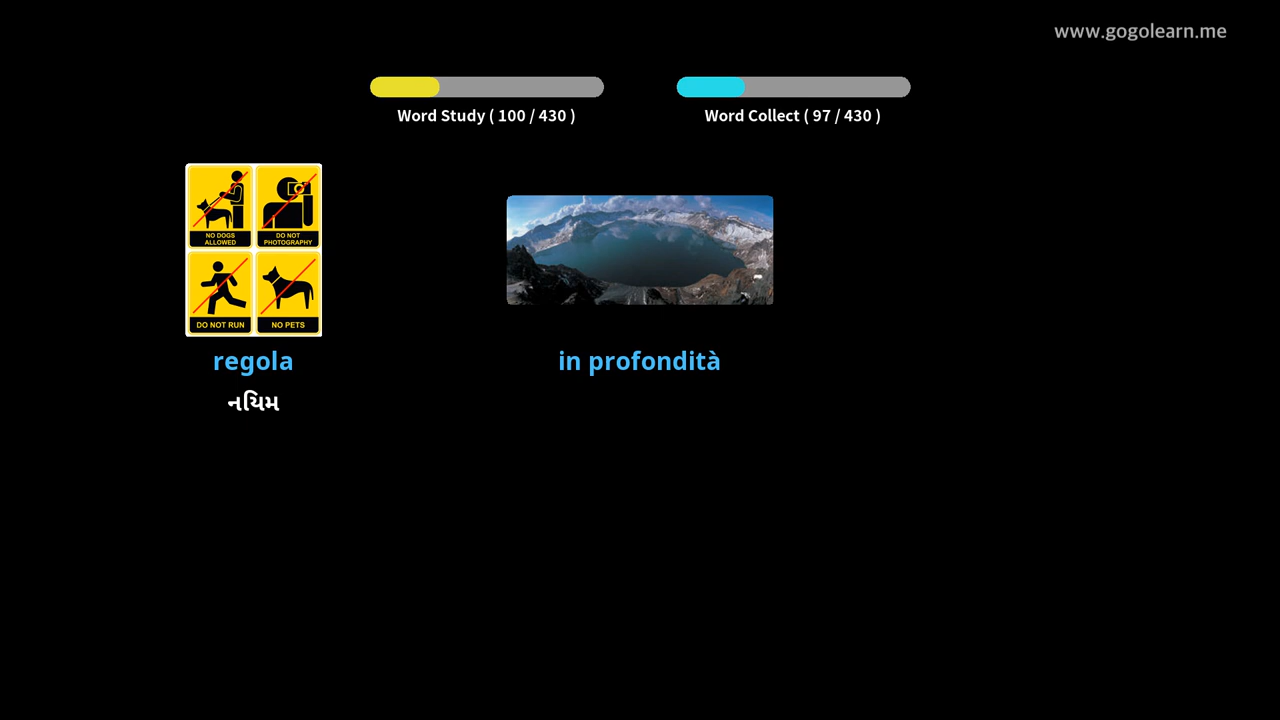 www.gogolearn.me
Word Study ( 100 / 430 )
Word Collect ( 97 / 430 )
NO DOGS
ALLOWED
DO NOT
PHOTOGRAPHY
DO NOT RUN
NO PETS
regola
in profondità
નયિમ